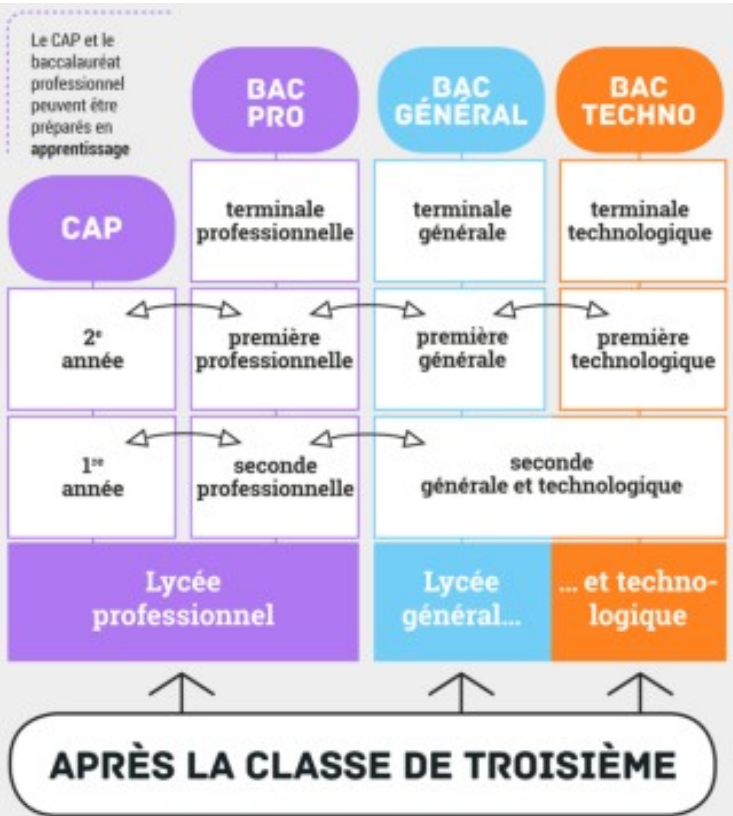 Le CAP et le
baccalauréat
professionnel
peuvent être
préparés en
apprentissage
BAC
PRO
BAC
GÉNÉRAL
BAC
TECHNO
CAP
terminale
professionnelle
terminale
générale
terminale
technologique
2e
année
première
professionnelle
première
générale
première
technologique
1re
année
seconde
professionnelle
seconde
générale et technologique
Lycée
professionnel
Lycée
général...
... et techno-
logique
APRÈS LA CLASSE DE TROISIÈME